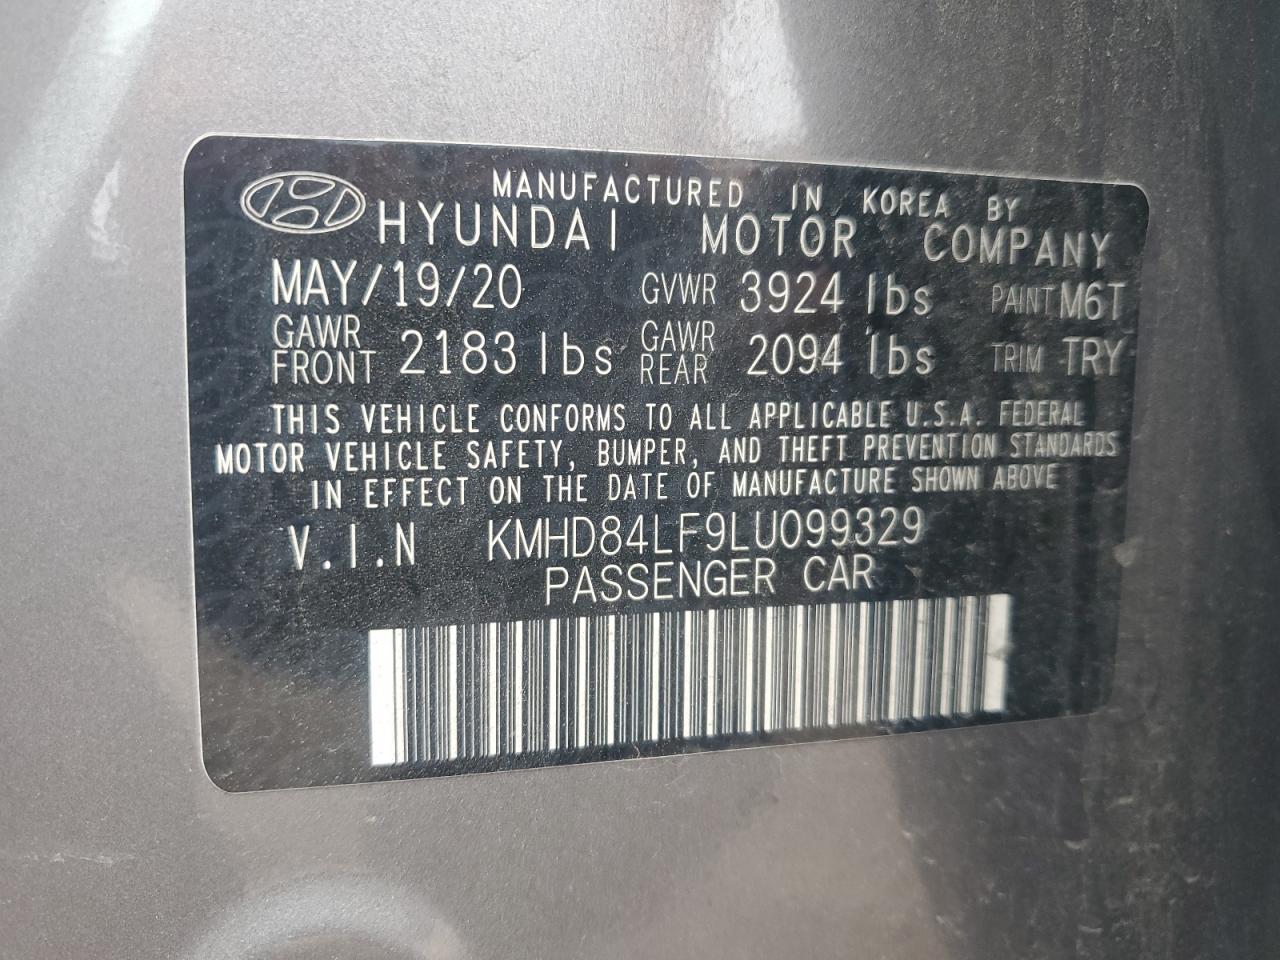 MANUFACTURED IN KOREA BY
HYUNDAI MOTOR COMPANY
MAY/19/20 GVWR 3924 lbs PAINT M6T
GAWR FRONT 2183 lbs GAWR REAR 2094 lbs TRIM TRY
THIS VEHICLE CONFORMS TO ALL APPLICABLE U.S.A. FEDERAL
MOTOR VEHICLE SAFETY, BUMPER, AND THEFT PREVENTION STANDARDS
IN EFFECT ON THE DATE OF MANUFACTURE SHOWN ABOVE
V.I.N KMHD84LF9LU099329
PASSENGER CAR